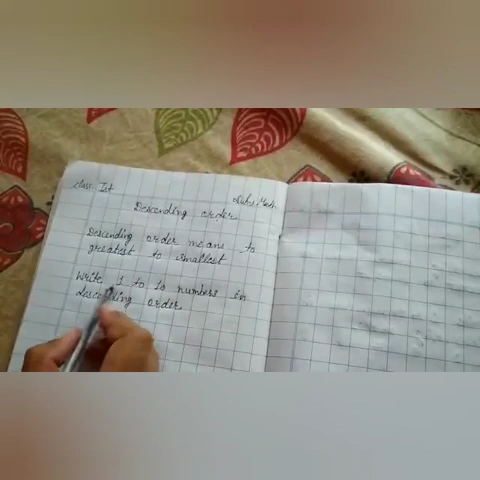 Class: Ist
Sub: Math
Descending order
Descending order means to
greatest to smallest
Write 1 to 10 numbers in
descending order